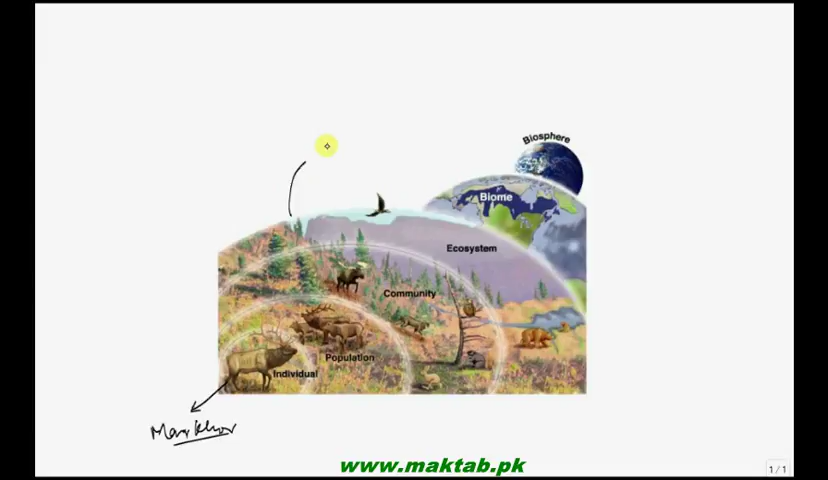 Biosphere
Biome
Ecosystem
Community
Population
Individual
Markhor
www.maktab.pk
1 / 1